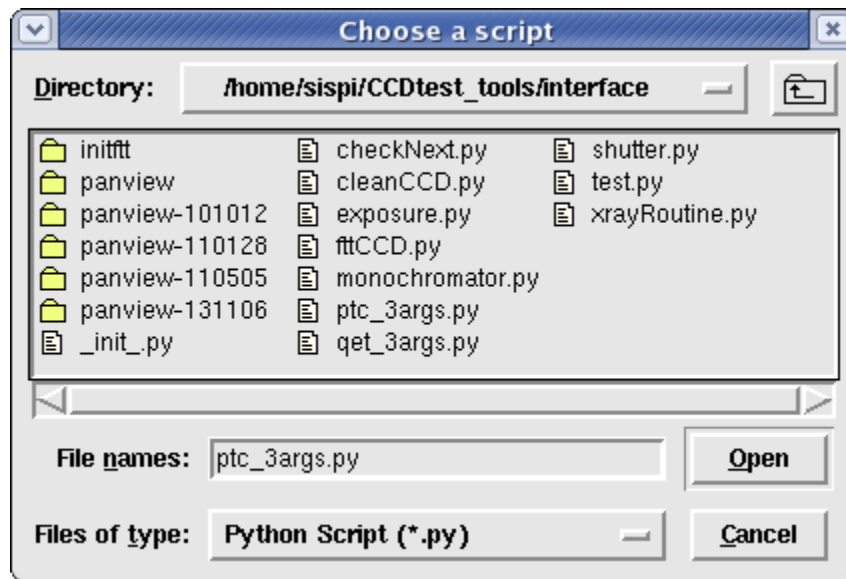 Choose a script
Directory: /home/sispi/CCDtest_tools/interface
initftt checkNext.py shutter.py
panview cleanCCD.py test.py
panview-101012 exposure.py xrayRoutine.py
panview-110128 fttCCD.py
panview-110505 monochromator.py
panview-131106 ptc_3args.py
_init_.py qet_3args.py
File names: ptc_3args.py Open
Files of type: Python Script (*.py) Cancel